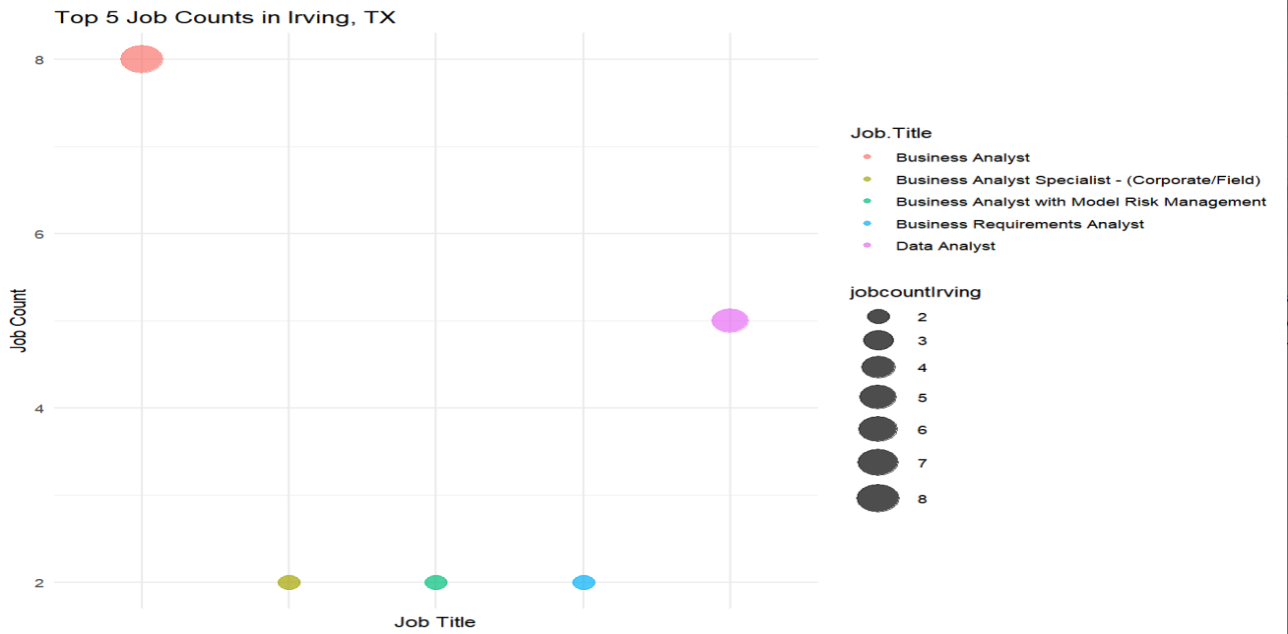 Top 5 Job Counts in Irving, TX
8
6
4
2
Job Count
Job Title
Job.Title
Business Analyst
Business Analyst Specialist - (Corporate/Field)
Business Analyst with Model Risk Management
Business Requirements Analyst
Data Analyst
jobcountIrving
2
3
4
5
6
7
8